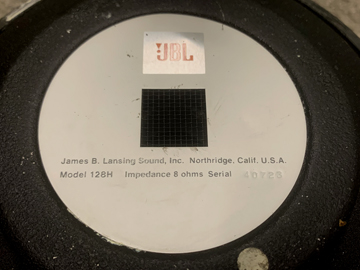 JBL
James B. Lansing Sound, Inc. Northridge, Calif. U.S.A.
Model 128H Impedance 8 ohms Serial